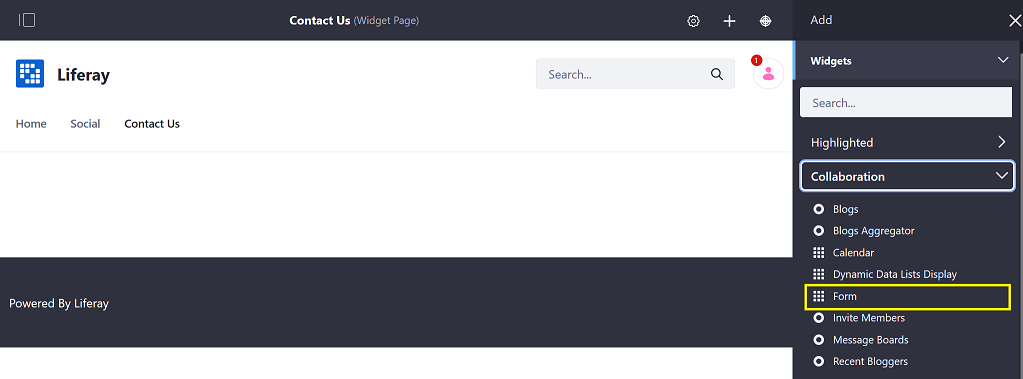 Contact Us (Widget Page)
Add
Widgets
Liferay
Search...
1
Search...
Home Social Contact Us
Highlighted
Collaboration
Blogs
Blogs Aggregator
Calendar
Dynamic Data Lists Display
Form
Invite Members
Message Boards
Recent Bloggers
Powered By Liferay